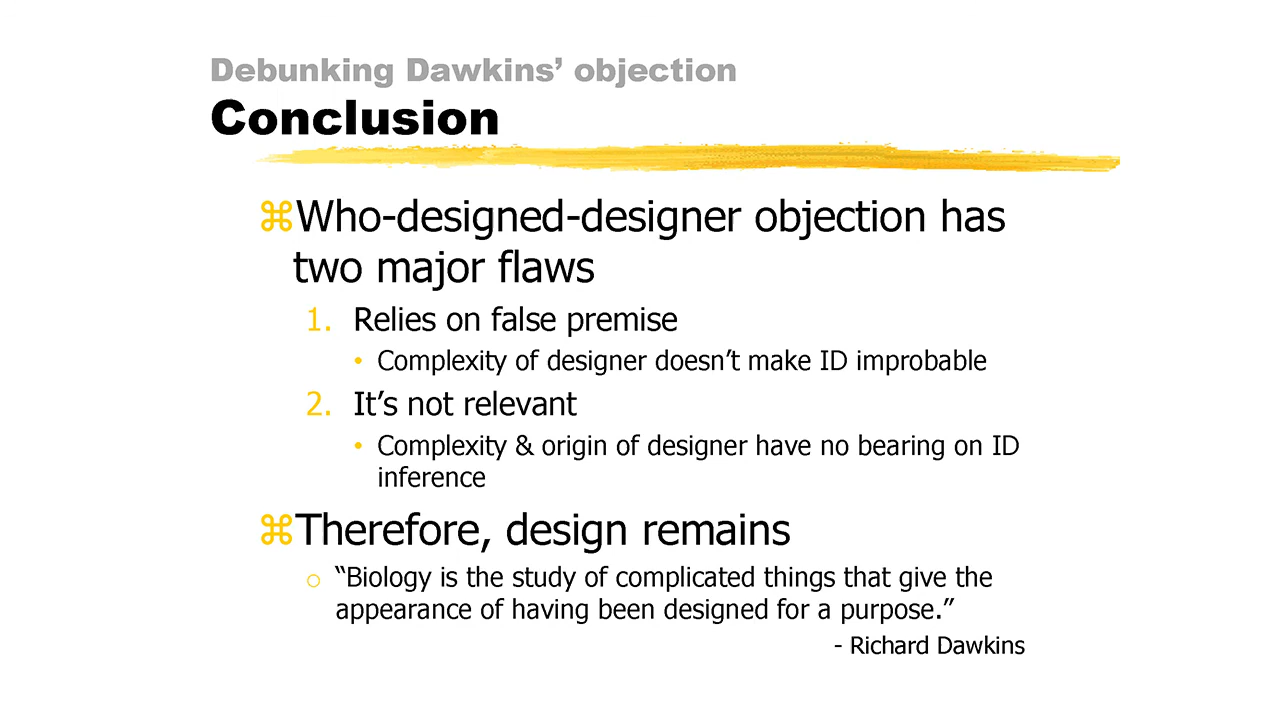 Debunking Dawkins’ objection
Conclusion
⌘Who-designed-designer objection has
two major flaws
1. Relies on false premise
• Complexity of designer doesn’t make ID improbable
2. It’s not relevant
• Complexity & origin of designer have no bearing on ID
inference
⌘Therefore, design remains
○ “Biology is the study of complicated things that give the
appearance of having been designed for a purpose.”
- Richard Dawkins